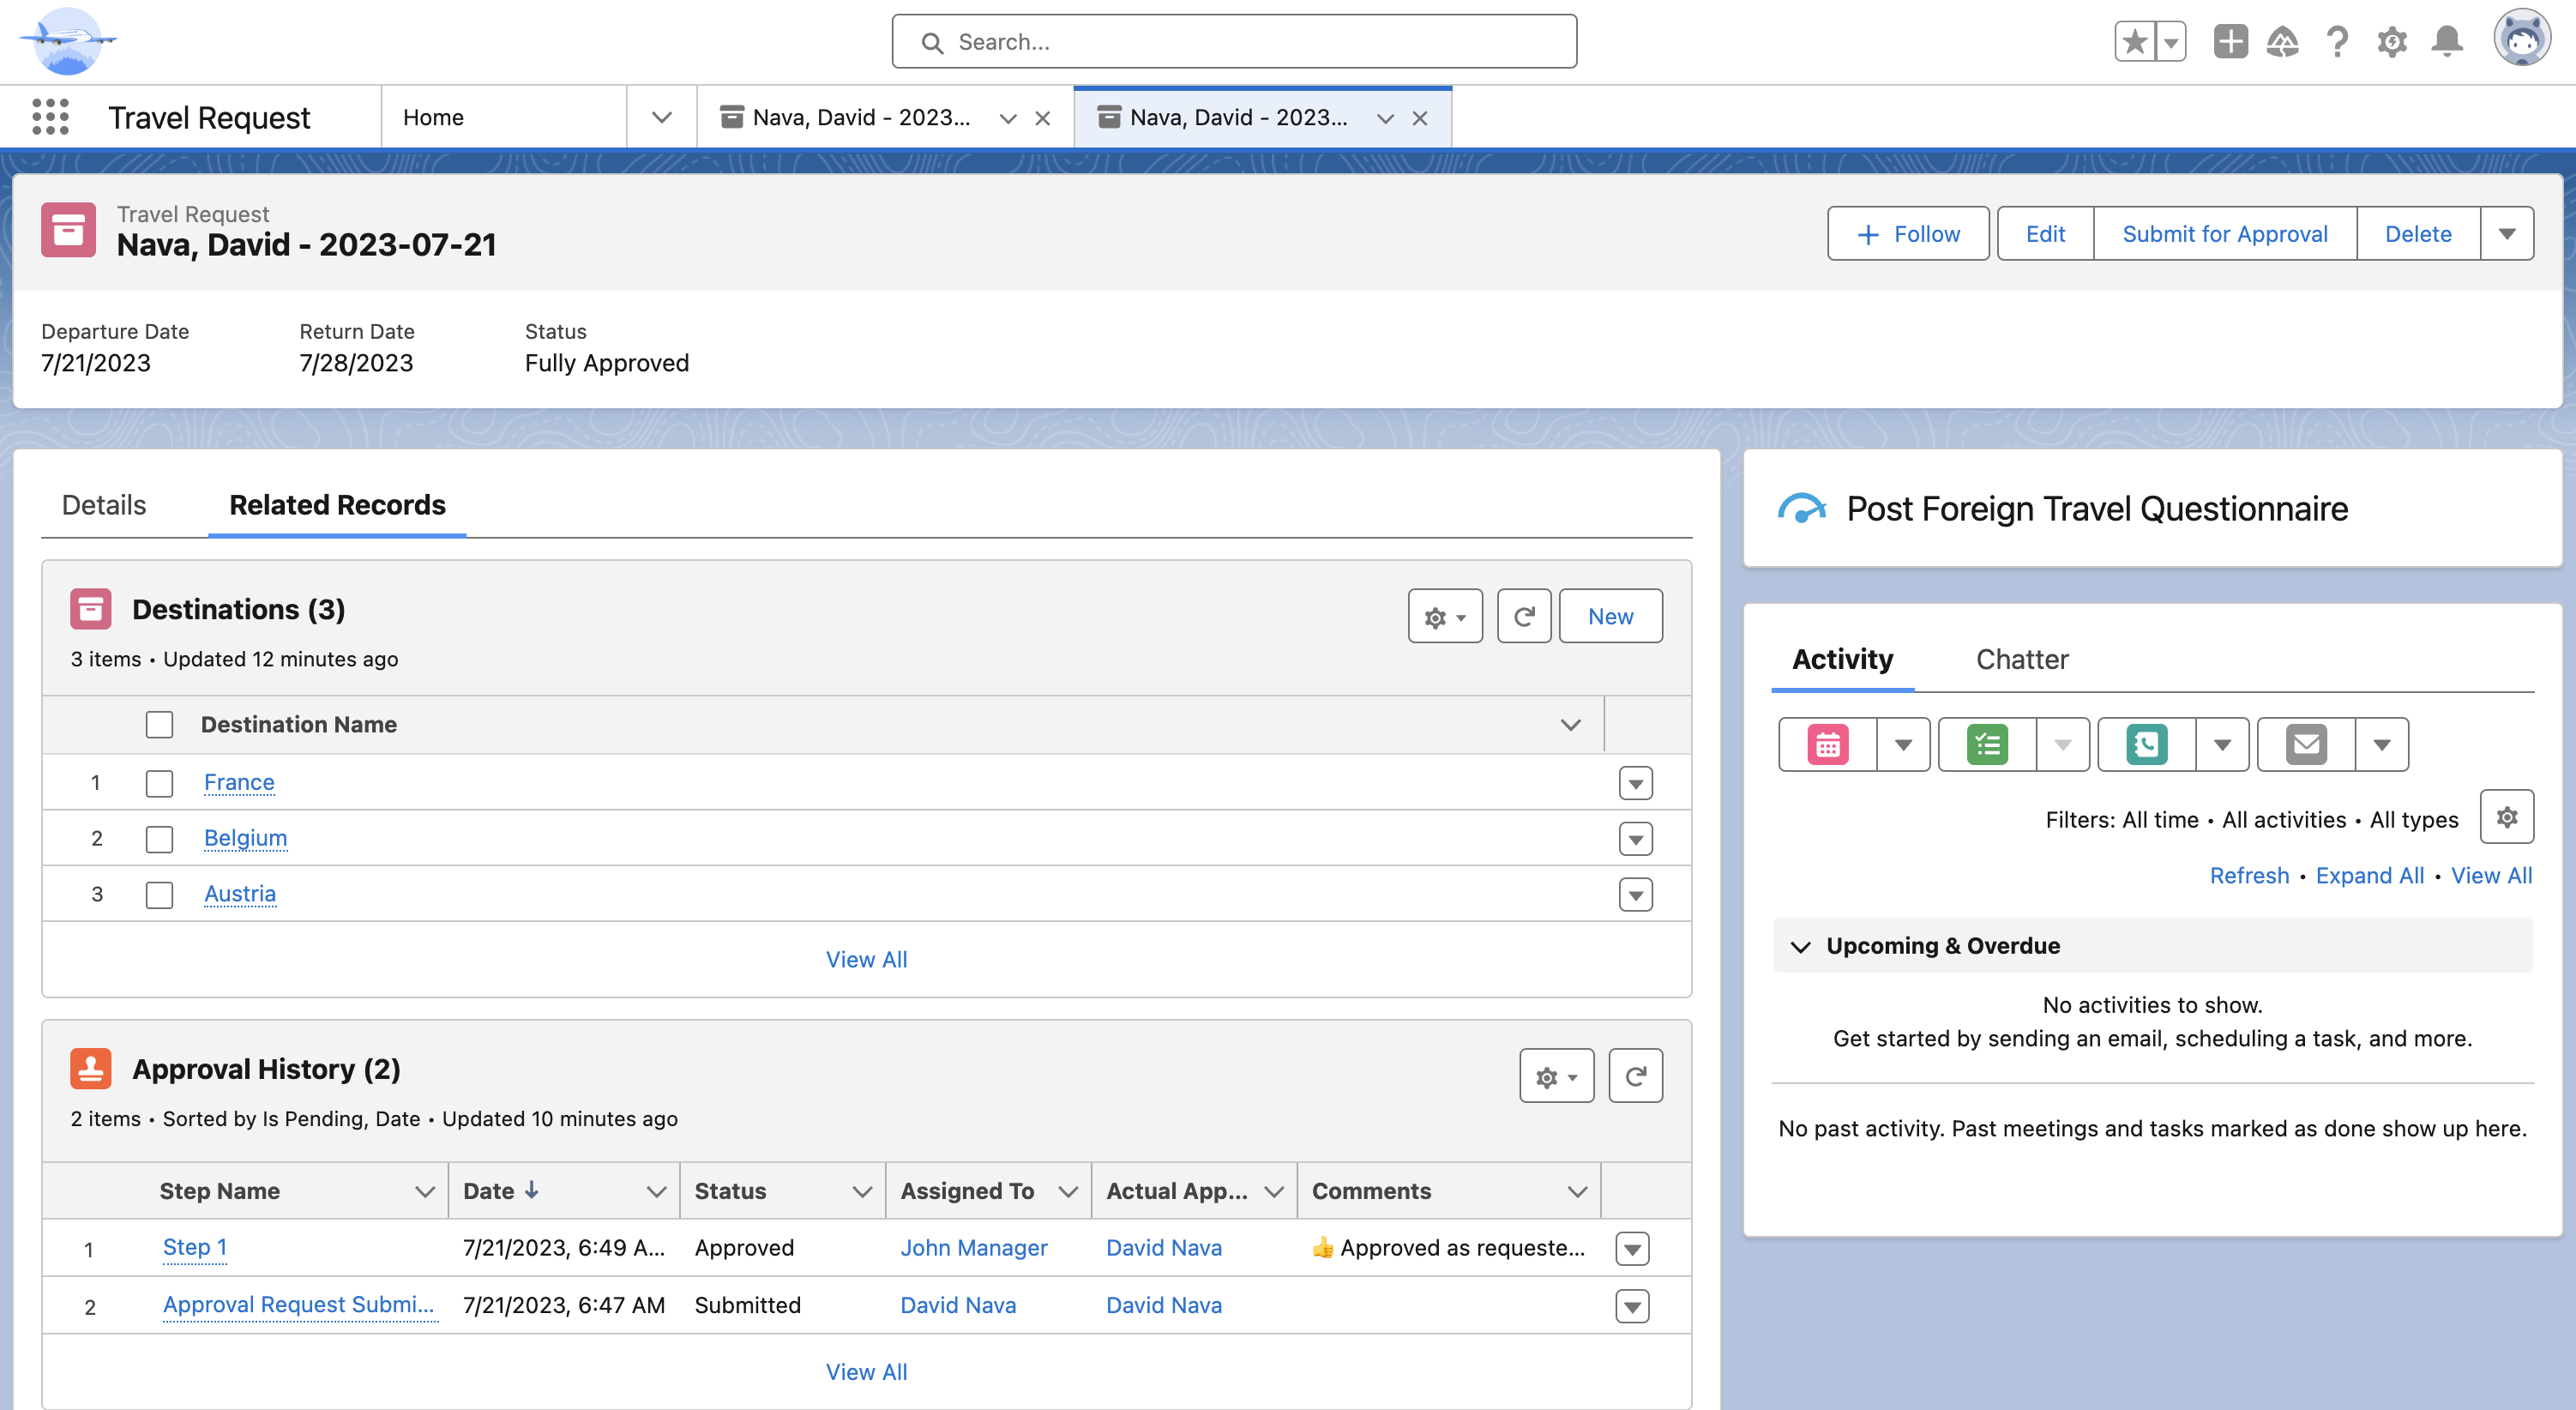 Search...
Travel Request
Home
Nava, David - 2023...
Nava, David - 2023...
Travel Request
Nava, David - 2023-07-21
Follow
Edit
Submit for Approval
Delete
Departure Date
Return Date
Status
7/21/2023
7/28/2023
Fully Approved
Details
Related Records
Destinations (3)
New
3 items • Updated 12 minutes ago
Destination Name
1 France
2 Belgium
3 Austria
View All
Approval History (2)
2 items • Sorted by Is Pending, Date • Updated 10 minutes ago
Step Name Date Status Assigned To Actual App... Comments
1 Step 1 7/21/2023, 6:49 A... Approved John Manager David Nava 👍 Approved as requeste...
2 Approval Request Submi... 7/21/2023, 6:47 AM Submitted David Nava David Nava
View All
Post Foreign Travel Questionnaire
Activity
Chatter
Filters: All time • All activities • All types
Refresh • Expand All • View All
Upcoming & Overdue
No activities to show.
Get started by sending an email, scheduling a task, and more.
No past activity. Past meetings and tasks marked as done show up here.